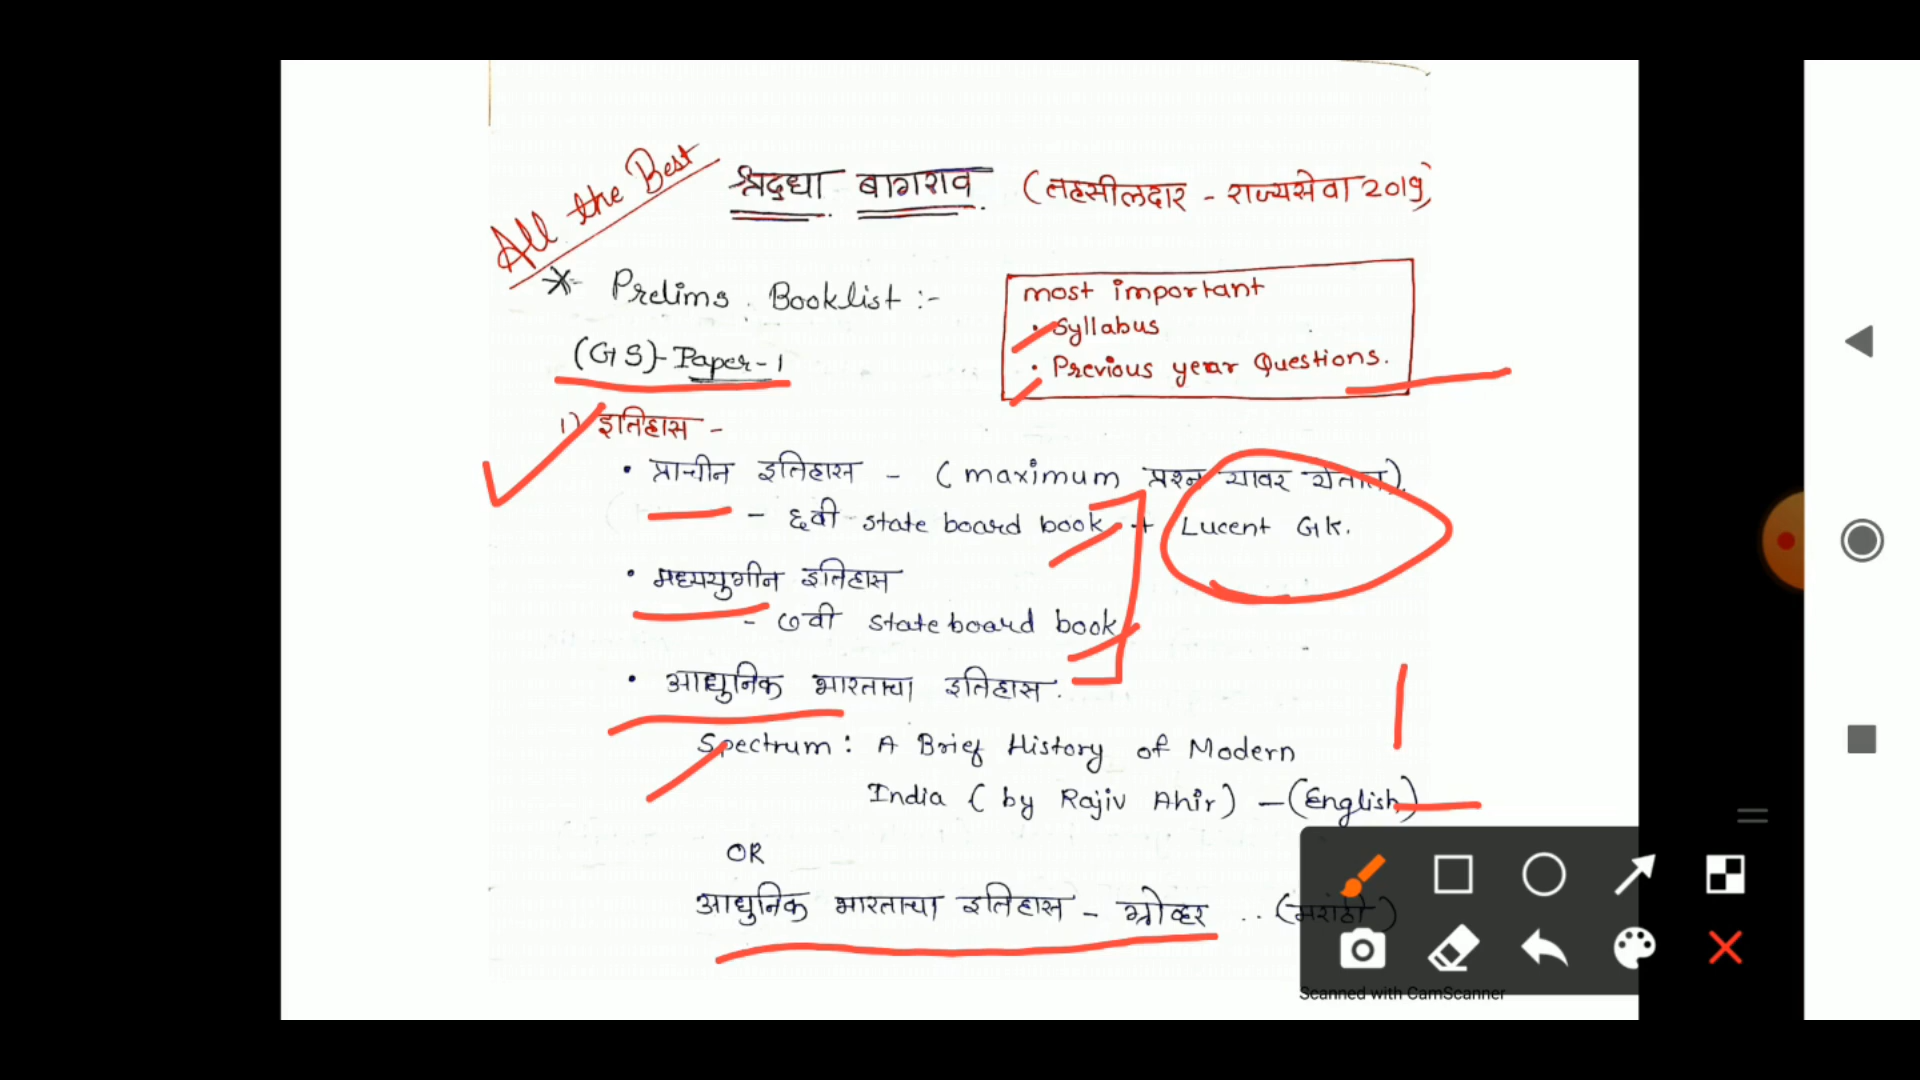 All the Best
श्रद्धा बागराव (तहसीलदार - राज्यसेवा 2019)
* Prelims Booklist :-
most important
• Syllabus
• Previous year Questions.
(GS)- Paper-1
1) इतिहास -
• प्राचीन इतिहास - (maximum प्रश्न यावर येतात).
- ६वी state board book + Lucent GK.
• मध्ययुगीन इतिहास
- ७वी state board book
• आधुनिक भारताचा इतिहास.
Spectrum: A Brief History of Modern
India (by Rajiv Ahir) - (English)
OR
आधुनिक भारताचा इतिहास - ग्रोव्हर .. (मराठी)
Scanned with CamScanner